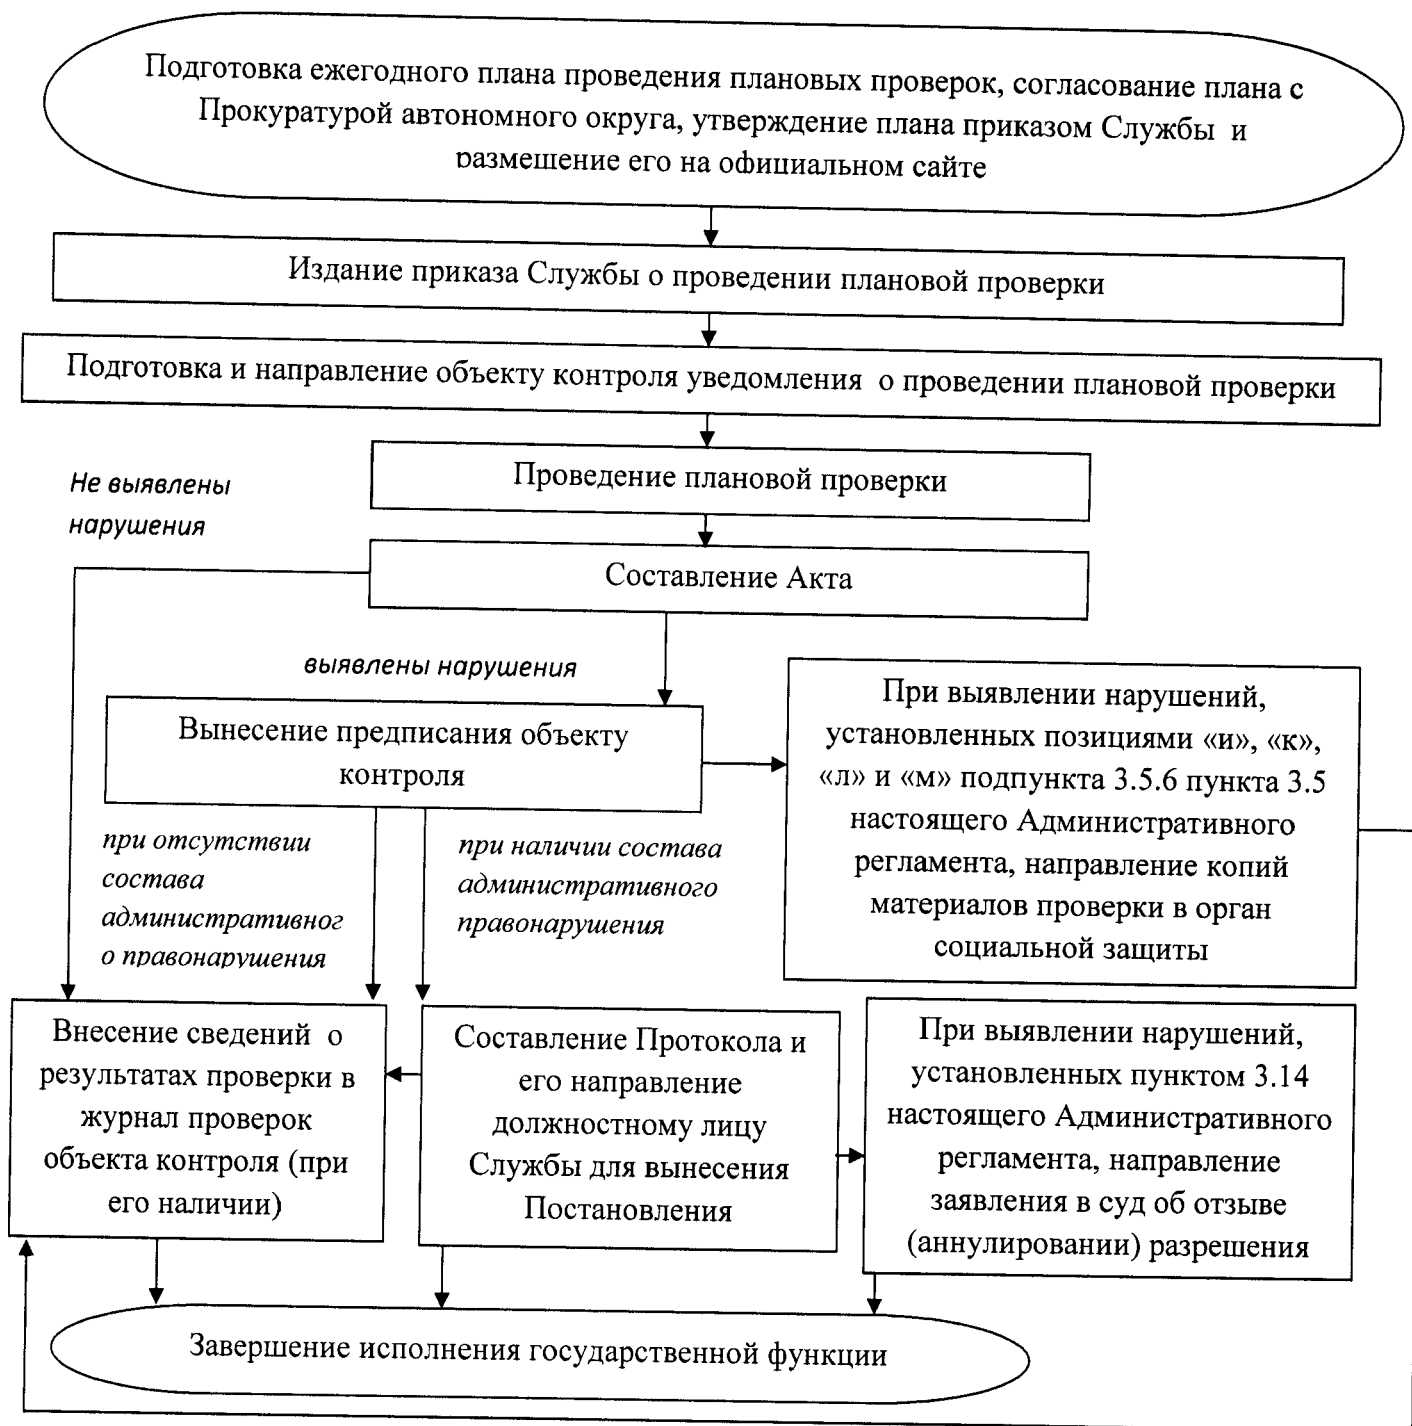 Подготовка ежегодного плана проведения плановых проверок, согласование плана с
Прокуратурой автономного округа, утверждение плана приказом Службы и
размещение его на официальном сайте
Издание приказа Службы о проведении плановой проверки
Подготовка и направление объекту контроля уведомления о проведении плановой проверки
Проведение плановой проверки
Не выявлены
нарушения
Составление Акта
выявлены нарушения
Вынесение предписания объекту
контроля
При выявлении нарушений,
установленных позициями «и», «к»,
«л» и «м» подпункта 3.5.6 пункта 3.5
настоящего Административного
регламента, направление копий
материалов проверки в орган
социальной защиты
при отсутствии
состава
административног
о правонарушения
при наличии состава
административного
правонарушения
Внесение сведений о
результатах проверки в
журнал проверок
объекта контроля (при
его наличии)
Составление Протокола и
его направление
должностному лицу
Службы для вынесения
Постановления
При выявлении нарушений,
установленных пунктом 3.14
настоящего Административного
регламента, направление
заявления в суд об отзыве
(аннулировании) разрешения
Завершение исполнения государственной функции